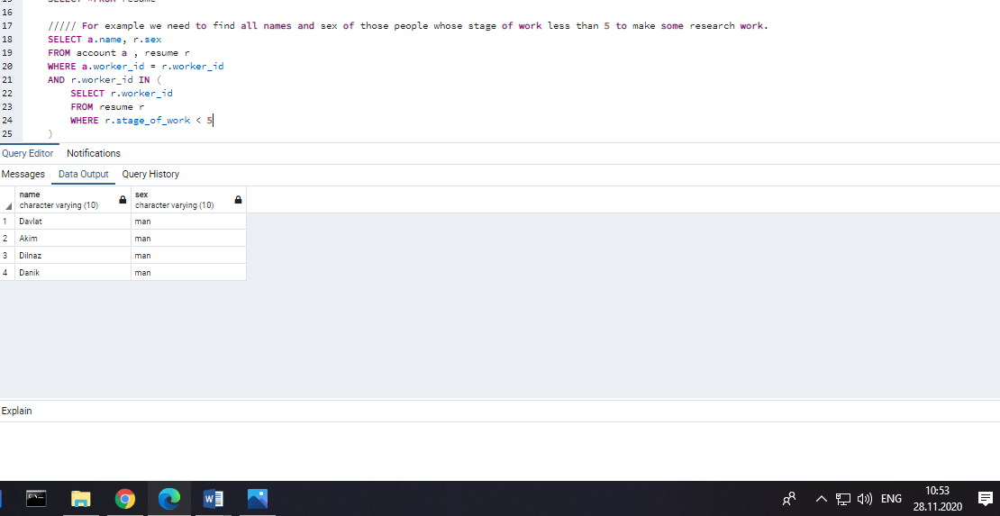 16
17 ///// For example we need to find all names and sex of those people whose stage of work less than 5 to make some research work.
18 SELECT a.name, r.sex
19 FROM account a , resume r
20 WHERE a.worker_id = r.worker_id
21 AND r.worker_id IN (
22 SELECT r.worker_id
23 FROM resume r
24 WHERE r.stage_of_work < 5
25 )
Query Editor Notifications
Messages Data Output Query History
name sex
character varying (10) character varying (10)
1 Davlat man
2 Akim man
3 Dilnaz man
4 Danik man
Explain
ENG 10:53
28.11.2020